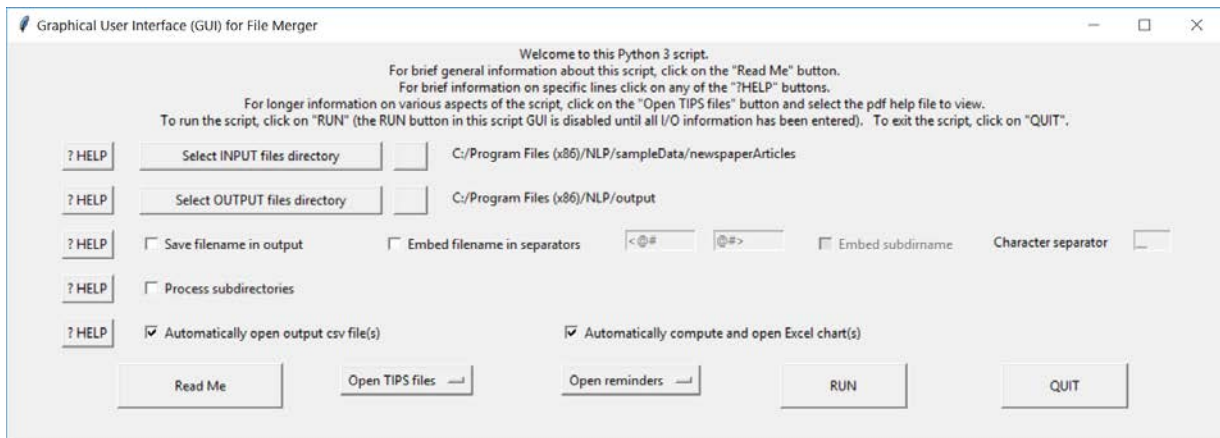 Graphical User Interface (GUI) for File Merger
Welcome to this Python 3 script.
For brief general information about this script, click on the "Read Me" button.
For brief information on specific lines click on any of the "?HELP" buttons.
For longer information on various aspects of the script, click on the "Open TIPS files" button and select the pdf help file to view.
To run the script, click on "RUN" (the RUN button in this script GUI is disabled until all I/O information has been entered). To exit the script, click on "QUIT".
? HELP Select INPUT files directory C:/Program Files (x86)/NLP/sampleData/newspaperArticles
? HELP Select OUTPUT files directory C:/Program Files (x86)/NLP/output
? HELP Save filename in output Embed filename in separators <@# @#> Embed subdirname Character separator __
? HELP Process subdirectories
? HELP Automatically open output csv file(s) Automatically compute and open Excel chart(s)
Read Me Open TIPS files Open reminders RUN QUIT